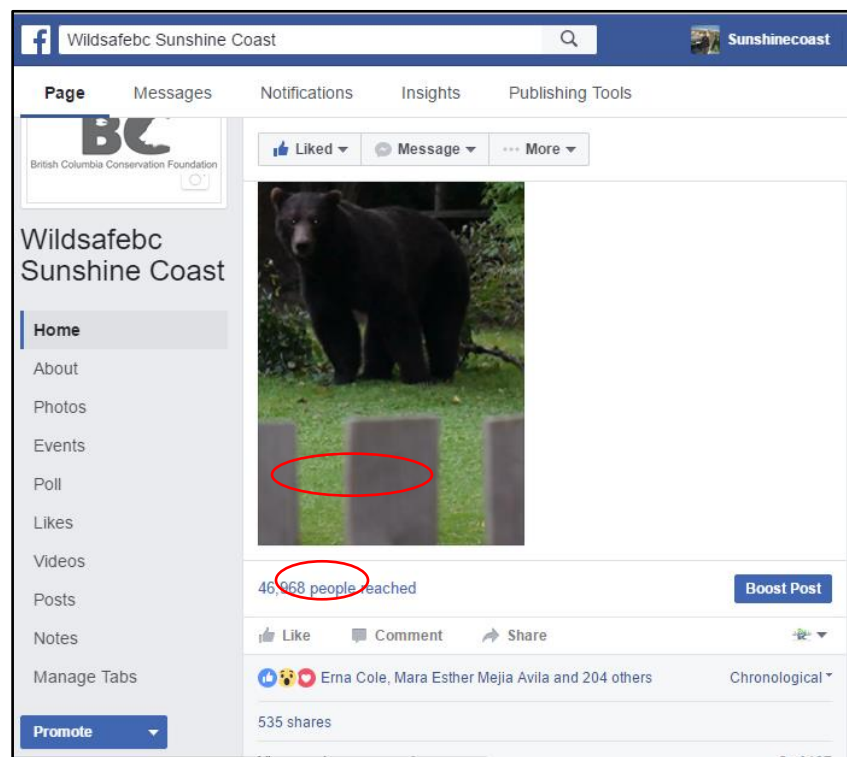 f Wildsafebc Sunshine Coast Sunshinecoast
Page Messages Notifications Insights Publishing Tools
BC
British Columbia Conservation Foundation
Liked Message ··· More
Wildsafebc
Sunshine Coast
Home
About
Photos
Events
Poll
Likes
Videos
Posts
Notes
Manage Tabs
Promote
46,968 people reached Boost Post
Like Comment Share
Erna Cole, Mara Esther Mejia Avila and 204 others Chronological
535 shares